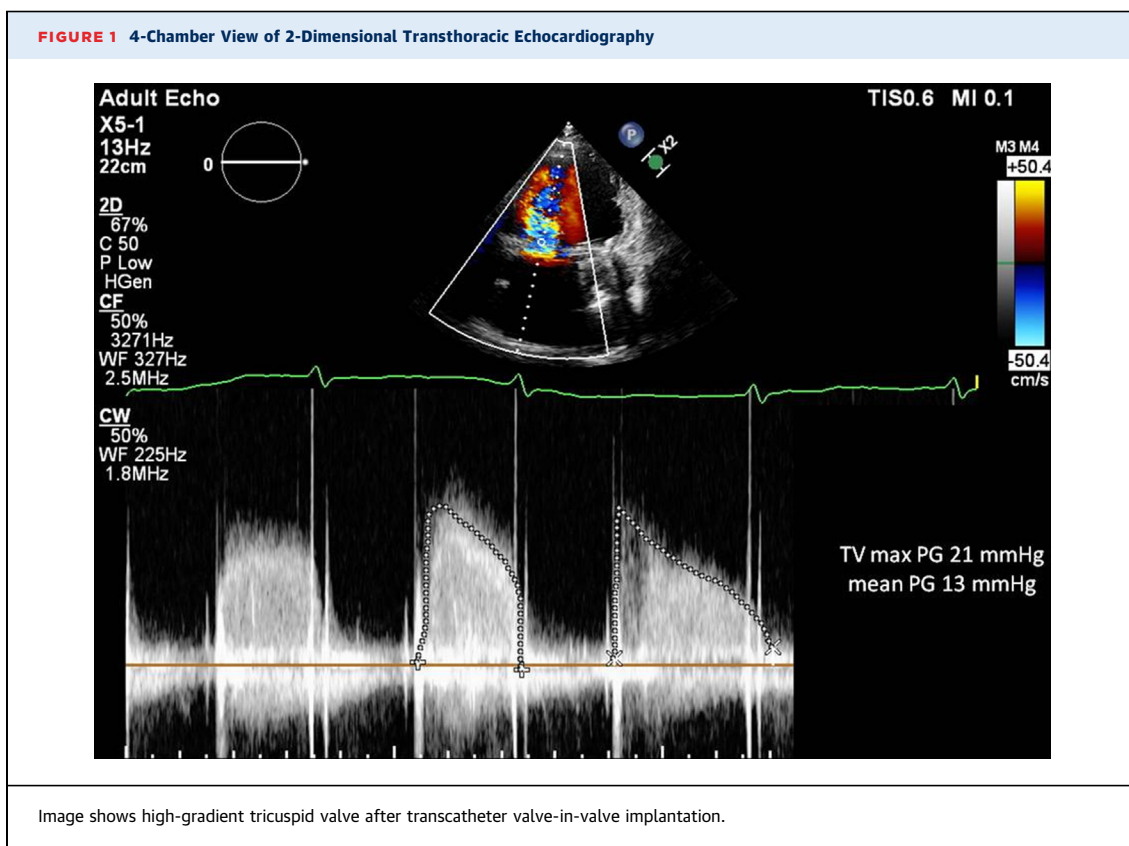 FIGURE 1 4-Chamber View of 2-Dimensional Transthoracic Echocardiography
Adult Echo
TIS0.6 MI 0.1
X5-1
13Hz
22cm
0
P
X2
M3 M4
+50.4
-50.4
cm/s
2D
67%
C 50
P Low
HGen
CF
50%
3271Hz
WF 327Hz
2.5MHz
CW
50%
WF 225Hz
1.8MHz
TV max PG 21 mmHg
mean PG 13 mmHg
Image shows high-gradient tricuspid valve after transcatheter valve-in-valve implantation.